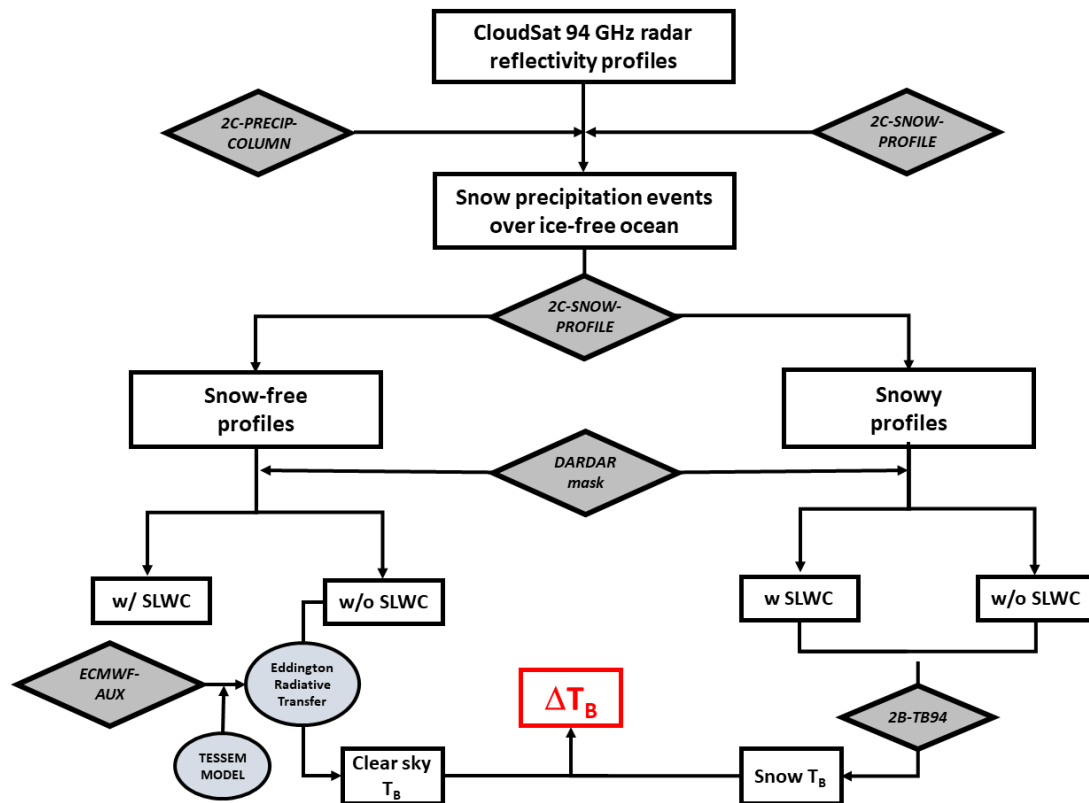 CloudSat 94 GHz radar
reflectivity profiles
2C-PRECIP-
COLUMN
2C-SNOW-
PROFILE
Snow precipitation events
over ice-free ocean
2C-SNOW-
PROFILE
Snow-free
profiles
Snowy
profiles
DARDAR
mask
w/ SLWC
w/o SLWC
w SLWC
w/o SLWC
ECMWF-
AUX
Eddington
Radiative
Transfer
ΔTB
2B-TB94
TESSEM
MODEL
Clear sky
TB
Snow TB